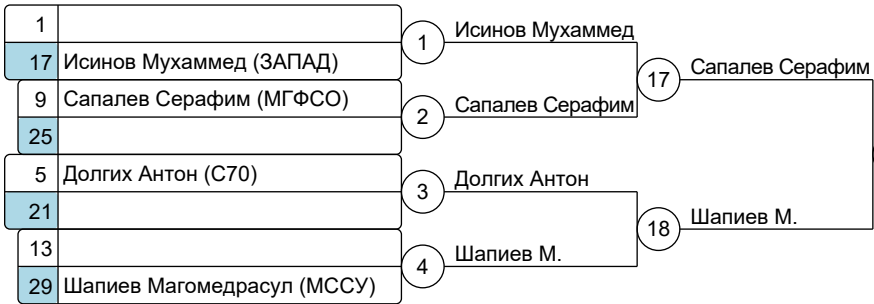 1
17 Исинов Мухаммед (ЗАПАД)
1
Исинов Мухаммед
9 Сапалев Серафим (МГФСО)
25
2
Сапалев Серафим
17
Сапалев Серафим
5 Долгих Антон (С70)
21
3
Долгих Антон
13
29 Шапиев Магомедрасул (МССУ)
4
Шапиев М.
18
Шапиев М.